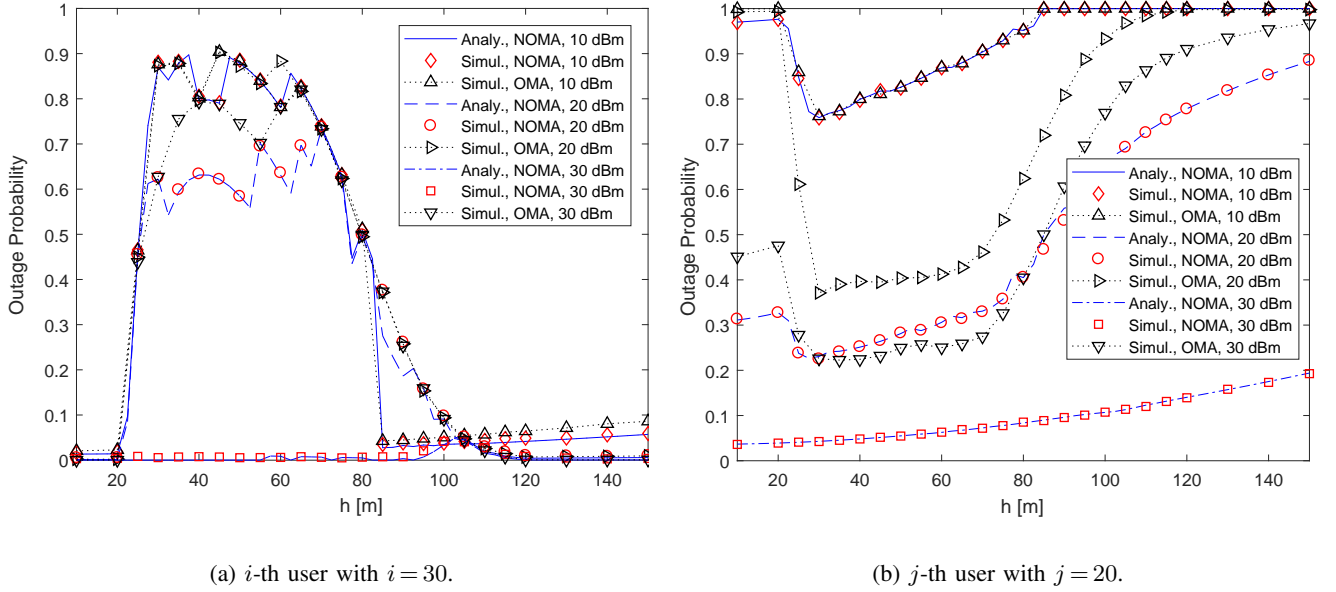 1
0.9
0.8
0.7
0.6
0.5
0.4
0.3
0.2
0.1
0
Outage Probability
20
40
60
80
100
120
140
h [m]
Analy., NOMA, 10 dBm
Simul., NOMA, 10 dBm
Simul., OMA, 10 dBm
Analy., NOMA, 20 dBm
Simul., NOMA, 20 dBm
Simul., OMA, 20 dBm
Analy., NOMA, 30 dBm
Simul., NOMA, 30 dBm
Simul., OMA, 30 dBm
(a) i-th user with i = 30.
1
0.9
0.8
0.7
0.6
0.5
0.4
0.3
0.2
0.1
0
Outage Probability
20
40
60
80
100
120
140
h [m]
Analy., NOMA, 10 dBm
Simul., NOMA, 10 dBm
Simul., OMA, 10 dBm
Analy., NOMA, 20 dBm
Simul., NOMA, 20 dBm
Simul., OMA, 20 dBm
Analy., NOMA, 30 dBm
Simul., NOMA, 30 dBm
Simul., OMA, 30 dBm
(b) j-th user with j = 20.